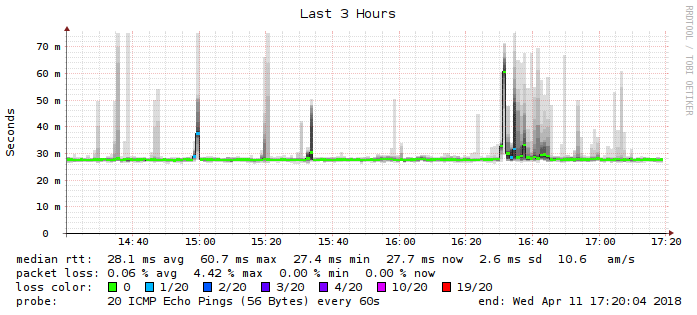 Last 3 Hours
RRDTOOL / TOBI OETIKER
Seconds
70 m
60 m
50 m
40 m
30 m
20 m
10 m
0
14:40 15:00 15:20 15:40 16:00 16:20 16:40 17:00 17:20
median rtt: 28.1 ms avg 60.7 ms max 27.4 ms min 27.7 ms now 2.6 ms sd 10.6 am/s
packet loss: 0.06 % avg 4.42 % max 0.00 % min 0.00 % now
loss color: 0 1/20 2/20 3/20 4/20 10/20 19/20
probe: 20 ICMP Echo Pings (56 Bytes) every 60s end: Wed Apr 11 17:20:04 2018